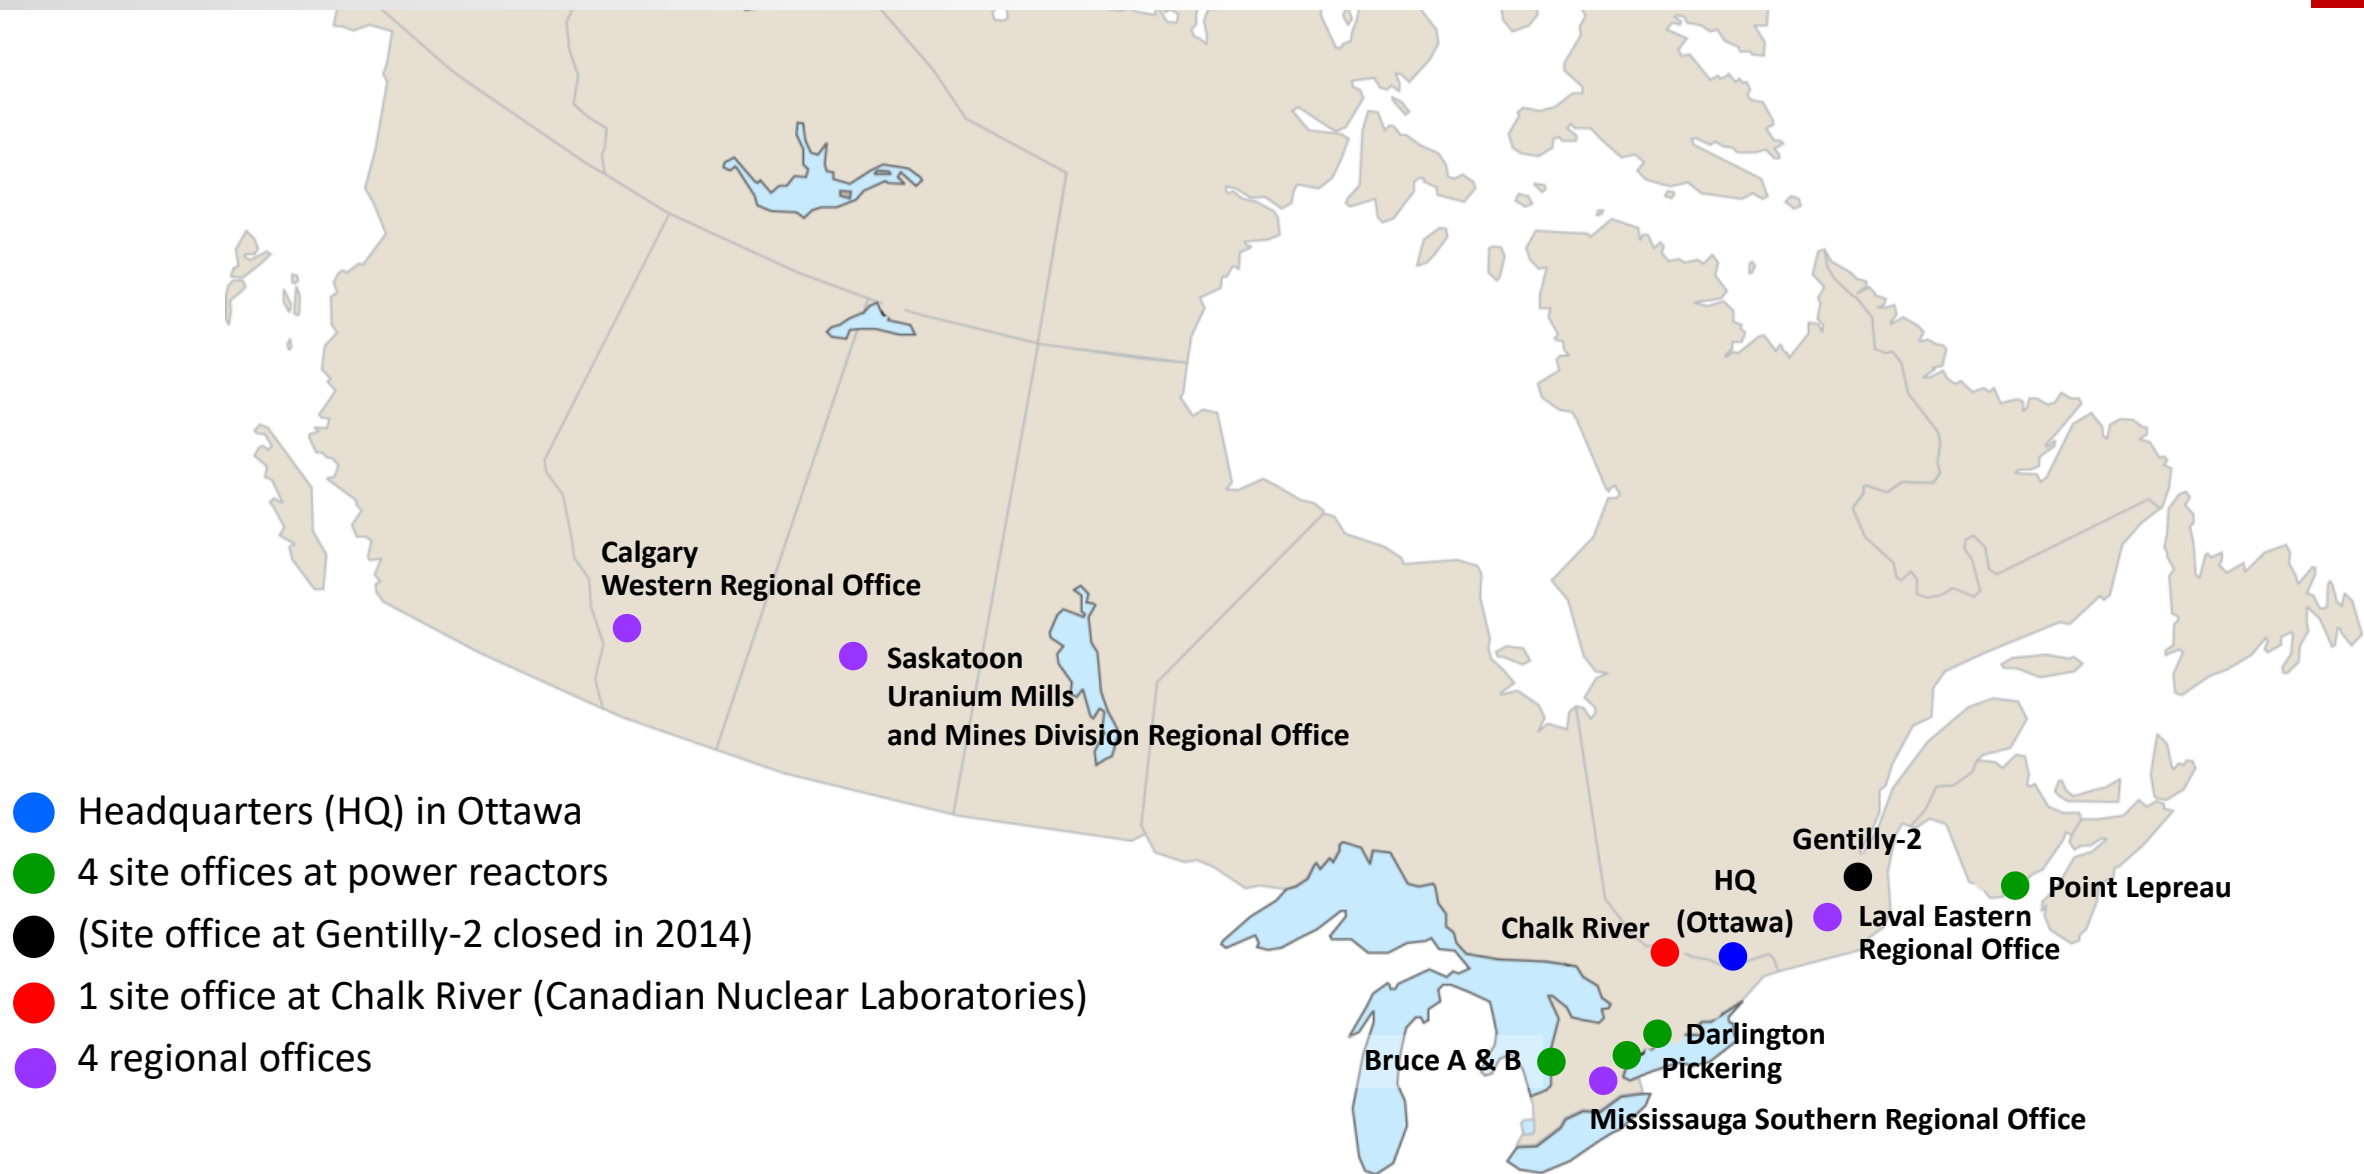 Calgary
Western Regional Office
Saskatoon
Uranium Mills
and Mines Division Regional Office
Headquarters (HQ) in Ottawa
4 site offices at power reactors
(Site office at Gentilly-2 closed in 2014)
1 site office at Chalk River (Canadian Nuclear Laboratories)
4 regional offices
Gentilly-2
HQ
(Ottawa)
Chalk River
Point Lepreau
Laval Eastern
Regional Office
Darlington
Pickering
Bruce A & B
Mississauga Southern Regional Office